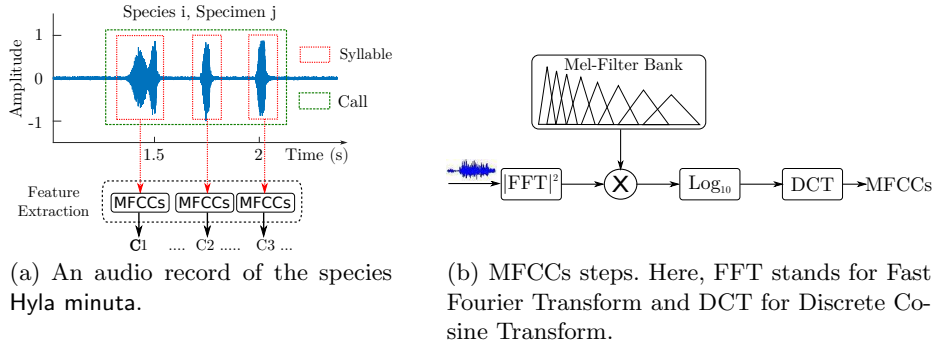 Species i, Specimen j
Amplitude
1
0
-1
Syllable
Call
1.5
2
Time (s)
Feature
Extraction
MFCCs
MFCCs
MFCCs
C1 .... C2 ..... C3 ...
(a) An audio record of the species
Hyla minuta.
Mel-Filter Bank
|FFT|²
X
Log₁₀
DCT
MFCCs
(b) MFCCs steps. Here, FFT stands for Fast
Fourier Transform and DCT for Discrete Co-
sine Transform.